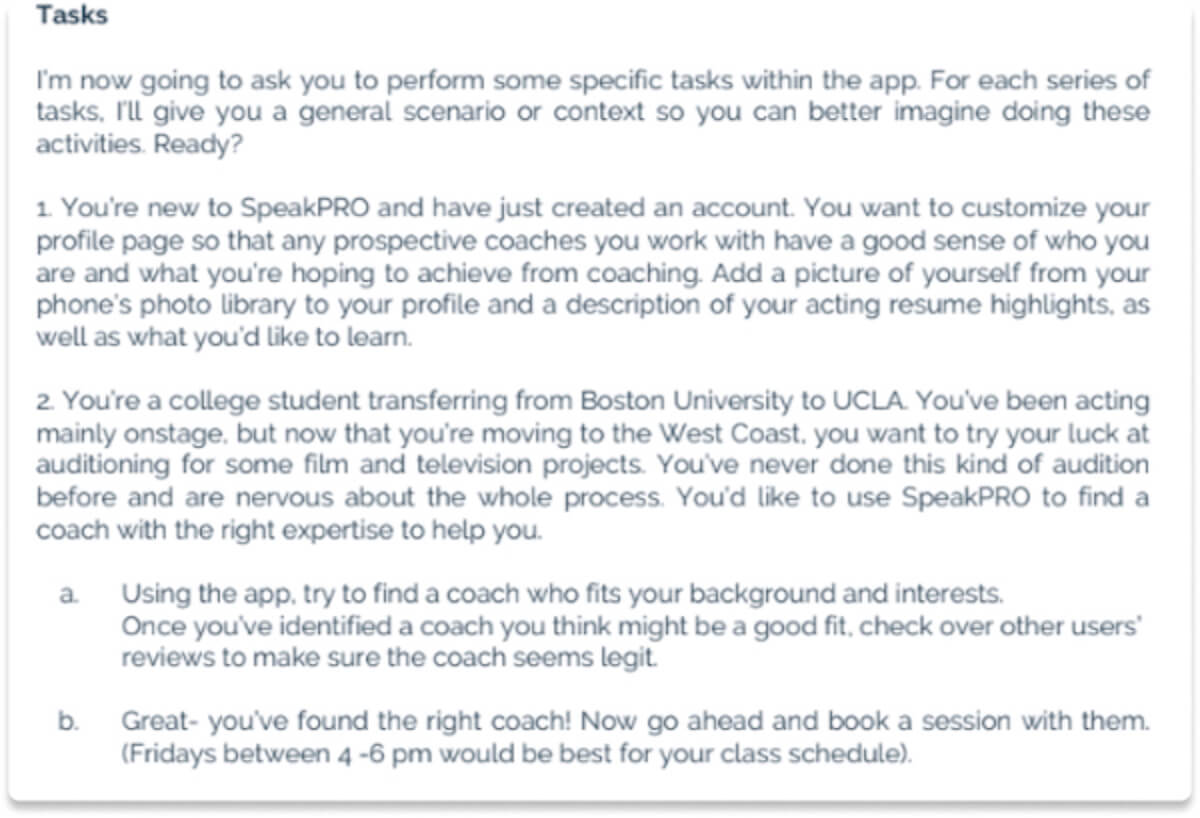 Tasks
I'm now going to ask you to perform some specific tasks within the app. For each series of
tasks, I'll give you a general scenario or context so you can better imagine doing these
activities. Ready?
1. You're new to SpeakPRO and have just created an account. You want to customize your
profile page so that any prospective coaches you work with have a good sense of who you
are and what you're hoping to achieve from coaching. Add a picture of yourself from your
phone's photo library to your profile and a description of your acting resume highlights, as
well as what you'd like to learn.
2. You're a college student transferring from Boston University to UCLA. You've been acting
mainly onstage, but now that you're moving to the West Coast, you want to try your luck at
auditioning for some film and television projects. You've never done this kind of audition
before and are nervous about the whole process. You'd like to use SpeakPRO to find a
coach with the right expertise to help you.
a. Using the app, try to find a coach who fits your background and interests.
Once you've identified a coach you think might be a good fit, check over other users'
reviews to make sure the coach seems legit.
b. Great- you've found the right coach! Now go ahead and book a session with them.
(Fridays between 4 -6 pm would be best for your class schedule).